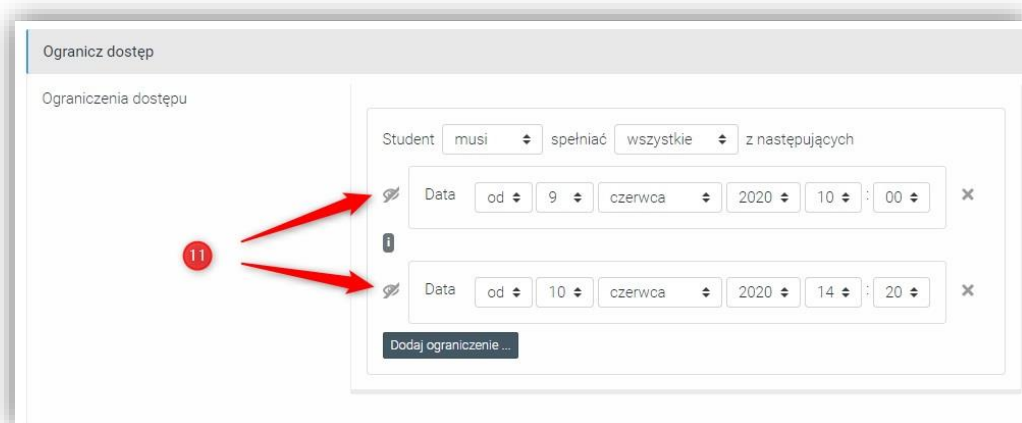 Ogranicz dostęp
Ograniczenia dostępu
Student musi spełniać wszystkie z następujących
Data od 9 czerwca 2020 10 : 00
11
i
Data od 10 czerwca 2020 14 : 20
Dodaj ograniczenie ...